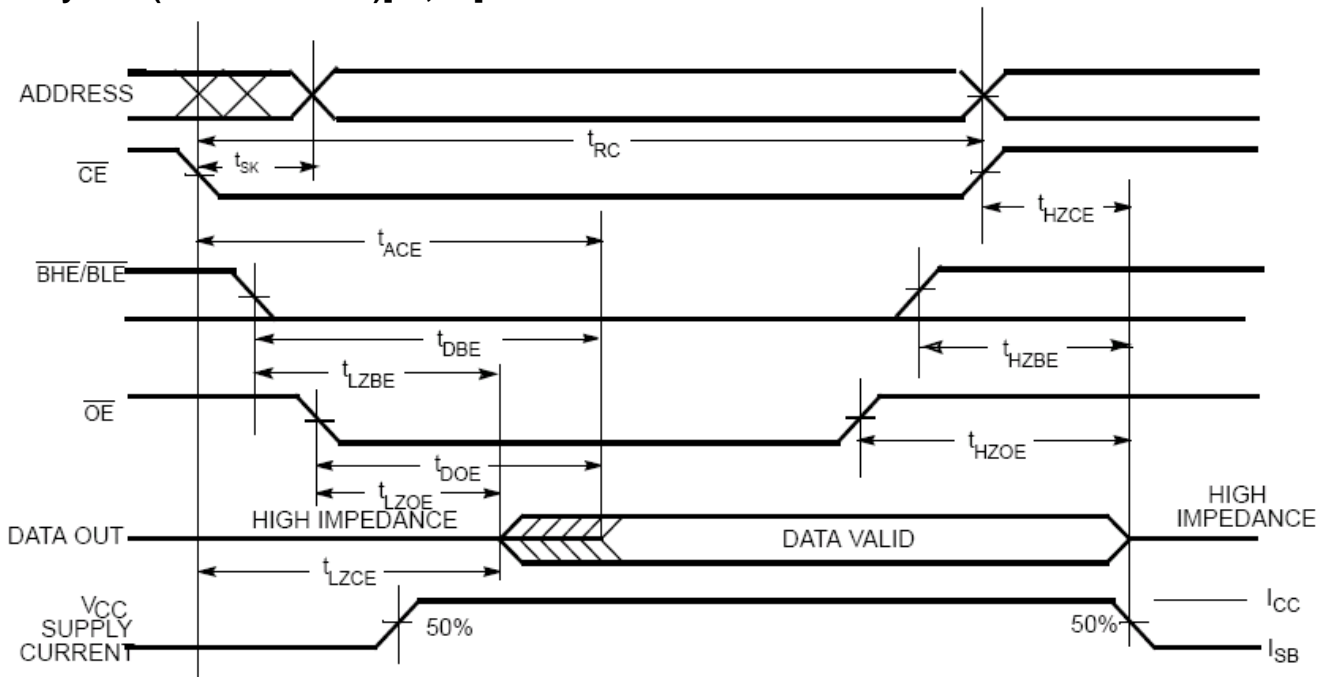 ADDRESS
tRC
tSK
CE
tHZCE
tACE
BHE/BLE
tDBE
tHZBE
tLZBE
OE
tHZOE
tDOE
tLZOE
HIGH IMPEDANCE
HIGH
IMPEDANCE
DATA OUT
DATA VALID
tLZCE
VCC
SUPPLY
CURRENT
50%
50%
ICC
ISB